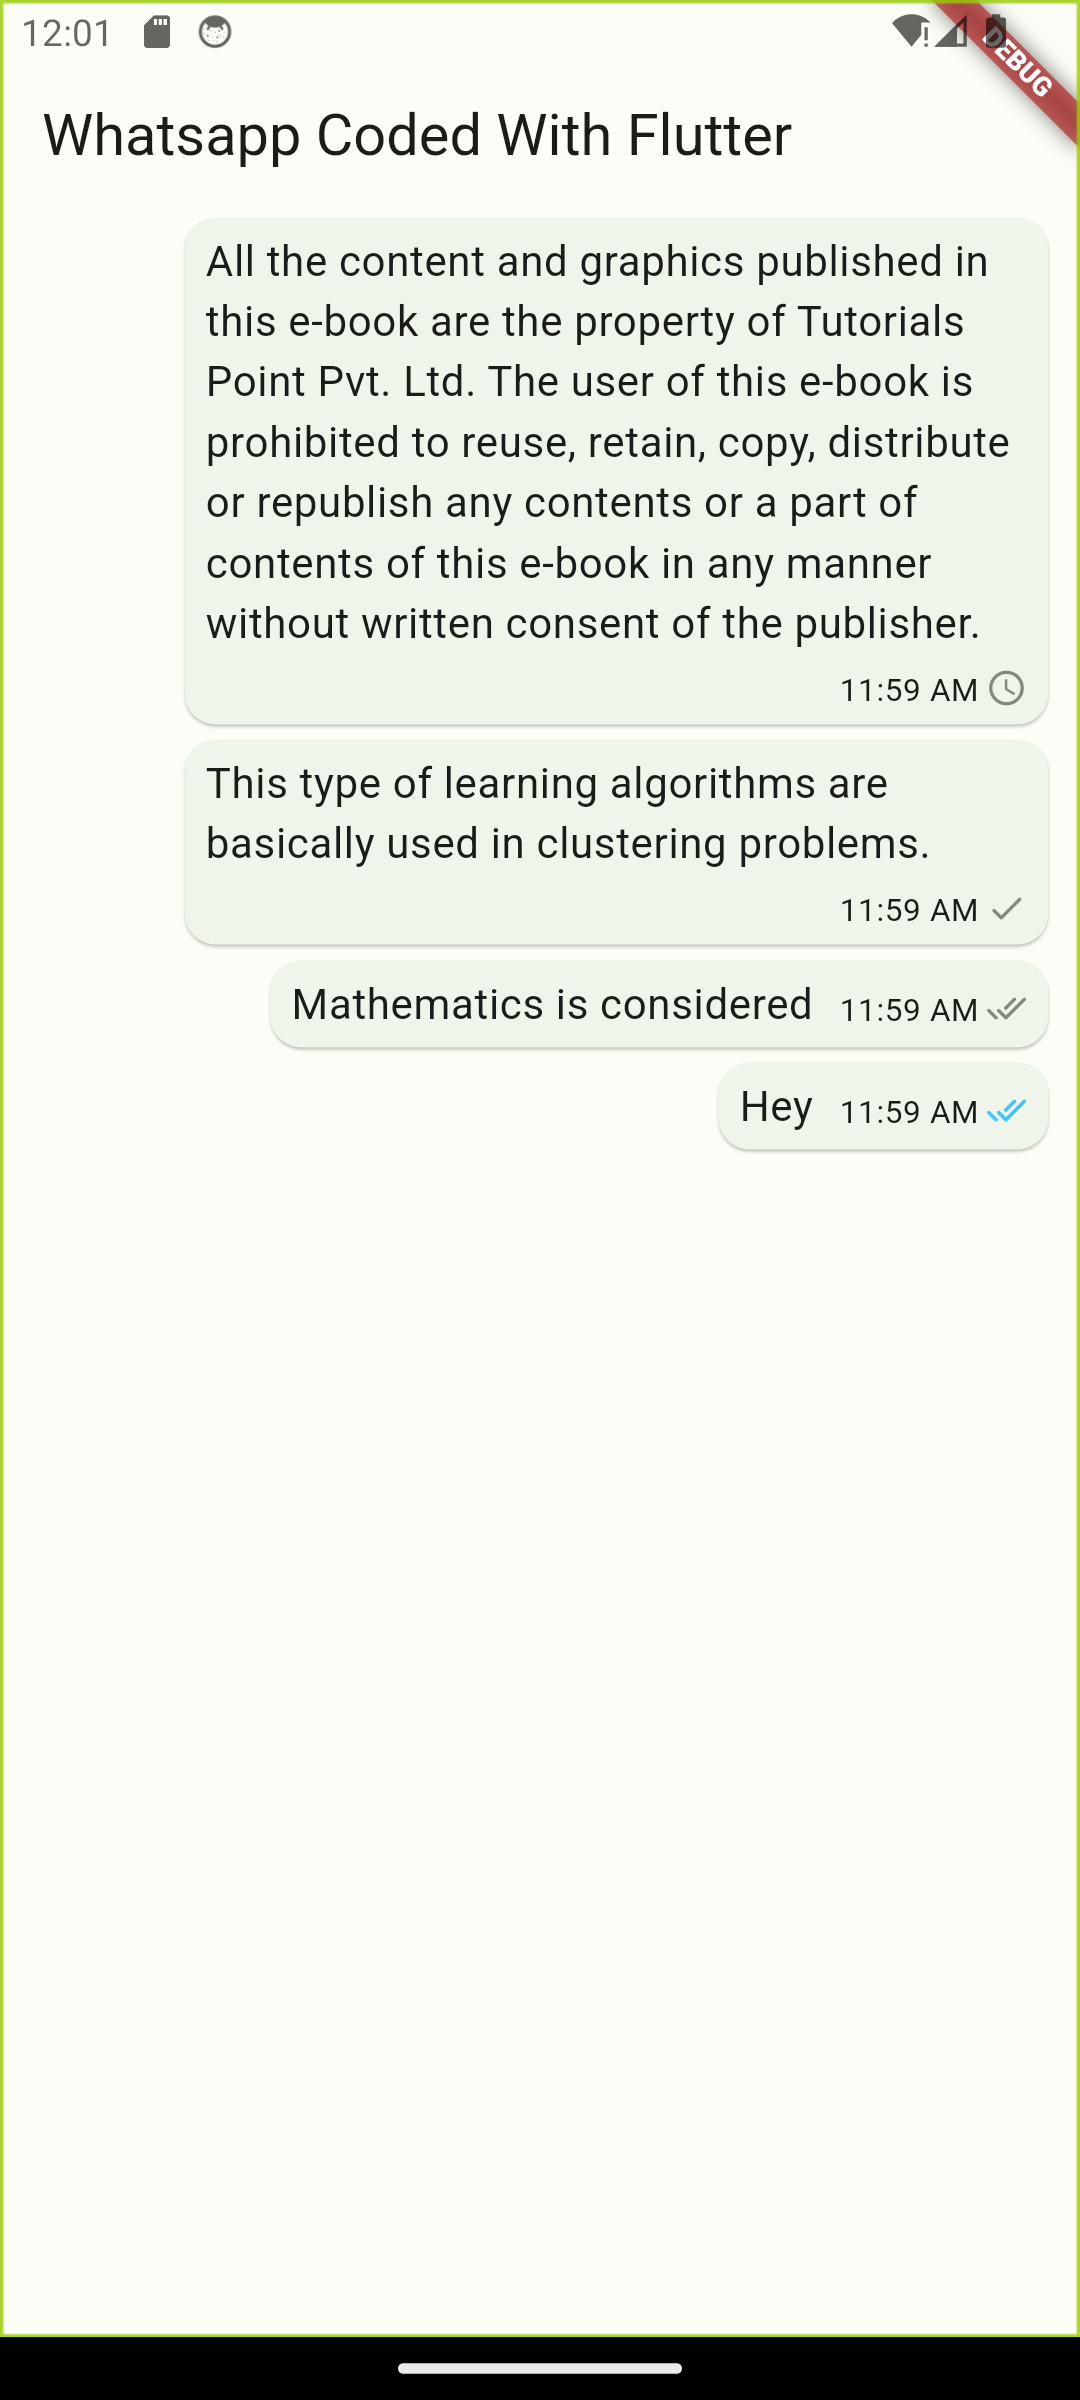 12:01
DEBUG
Whatsapp Coded With Flutter
All the content and graphics published in
this e-book are the property of Tutorials
Point Pvt. Ltd. The user of this e-book is
prohibited to reuse, retain, copy, distribute
or republish any contents or a part of
contents of this e-book in any manner
without written consent of the publisher.
11:59 AM
This type of learning algorithms are
basically used in clustering problems.
11:59 AM
Mathematics is considered 11:59 AM
Hey 11:59 AM